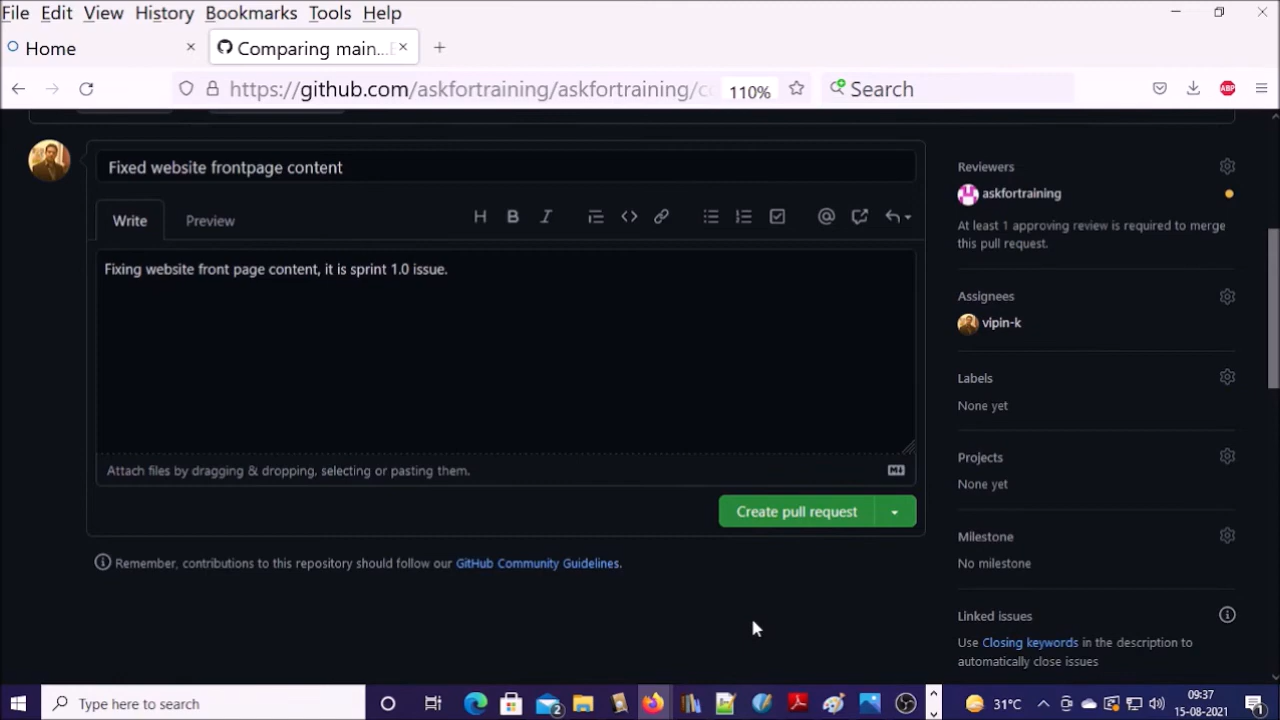 File Edit View History Bookmarks Tools Help
Home
Comparing main...
https://github.com/askfortraining/askfortraining/c
110%
Search
ABP
Fixed website frontpage content
Write Preview
H B I
Fixing website front page content, it is sprint 1.0 issue.
Attach files by dragging & dropping, selecting or pasting them.
Create pull request
Remember, contributions to this repository should follow our GitHub Community Guidelines.
Reviewers
askfortraining
At least 1 approving review is required to merge
this pull request.
Assignees
vipin-k
Labels
None yet
Projects
None yet
Milestone
No milestone
Linked issues
Use Closing keywords in the description to
automatically close issues
Type here to search
2
31°C
09:37
15-08-2021
1